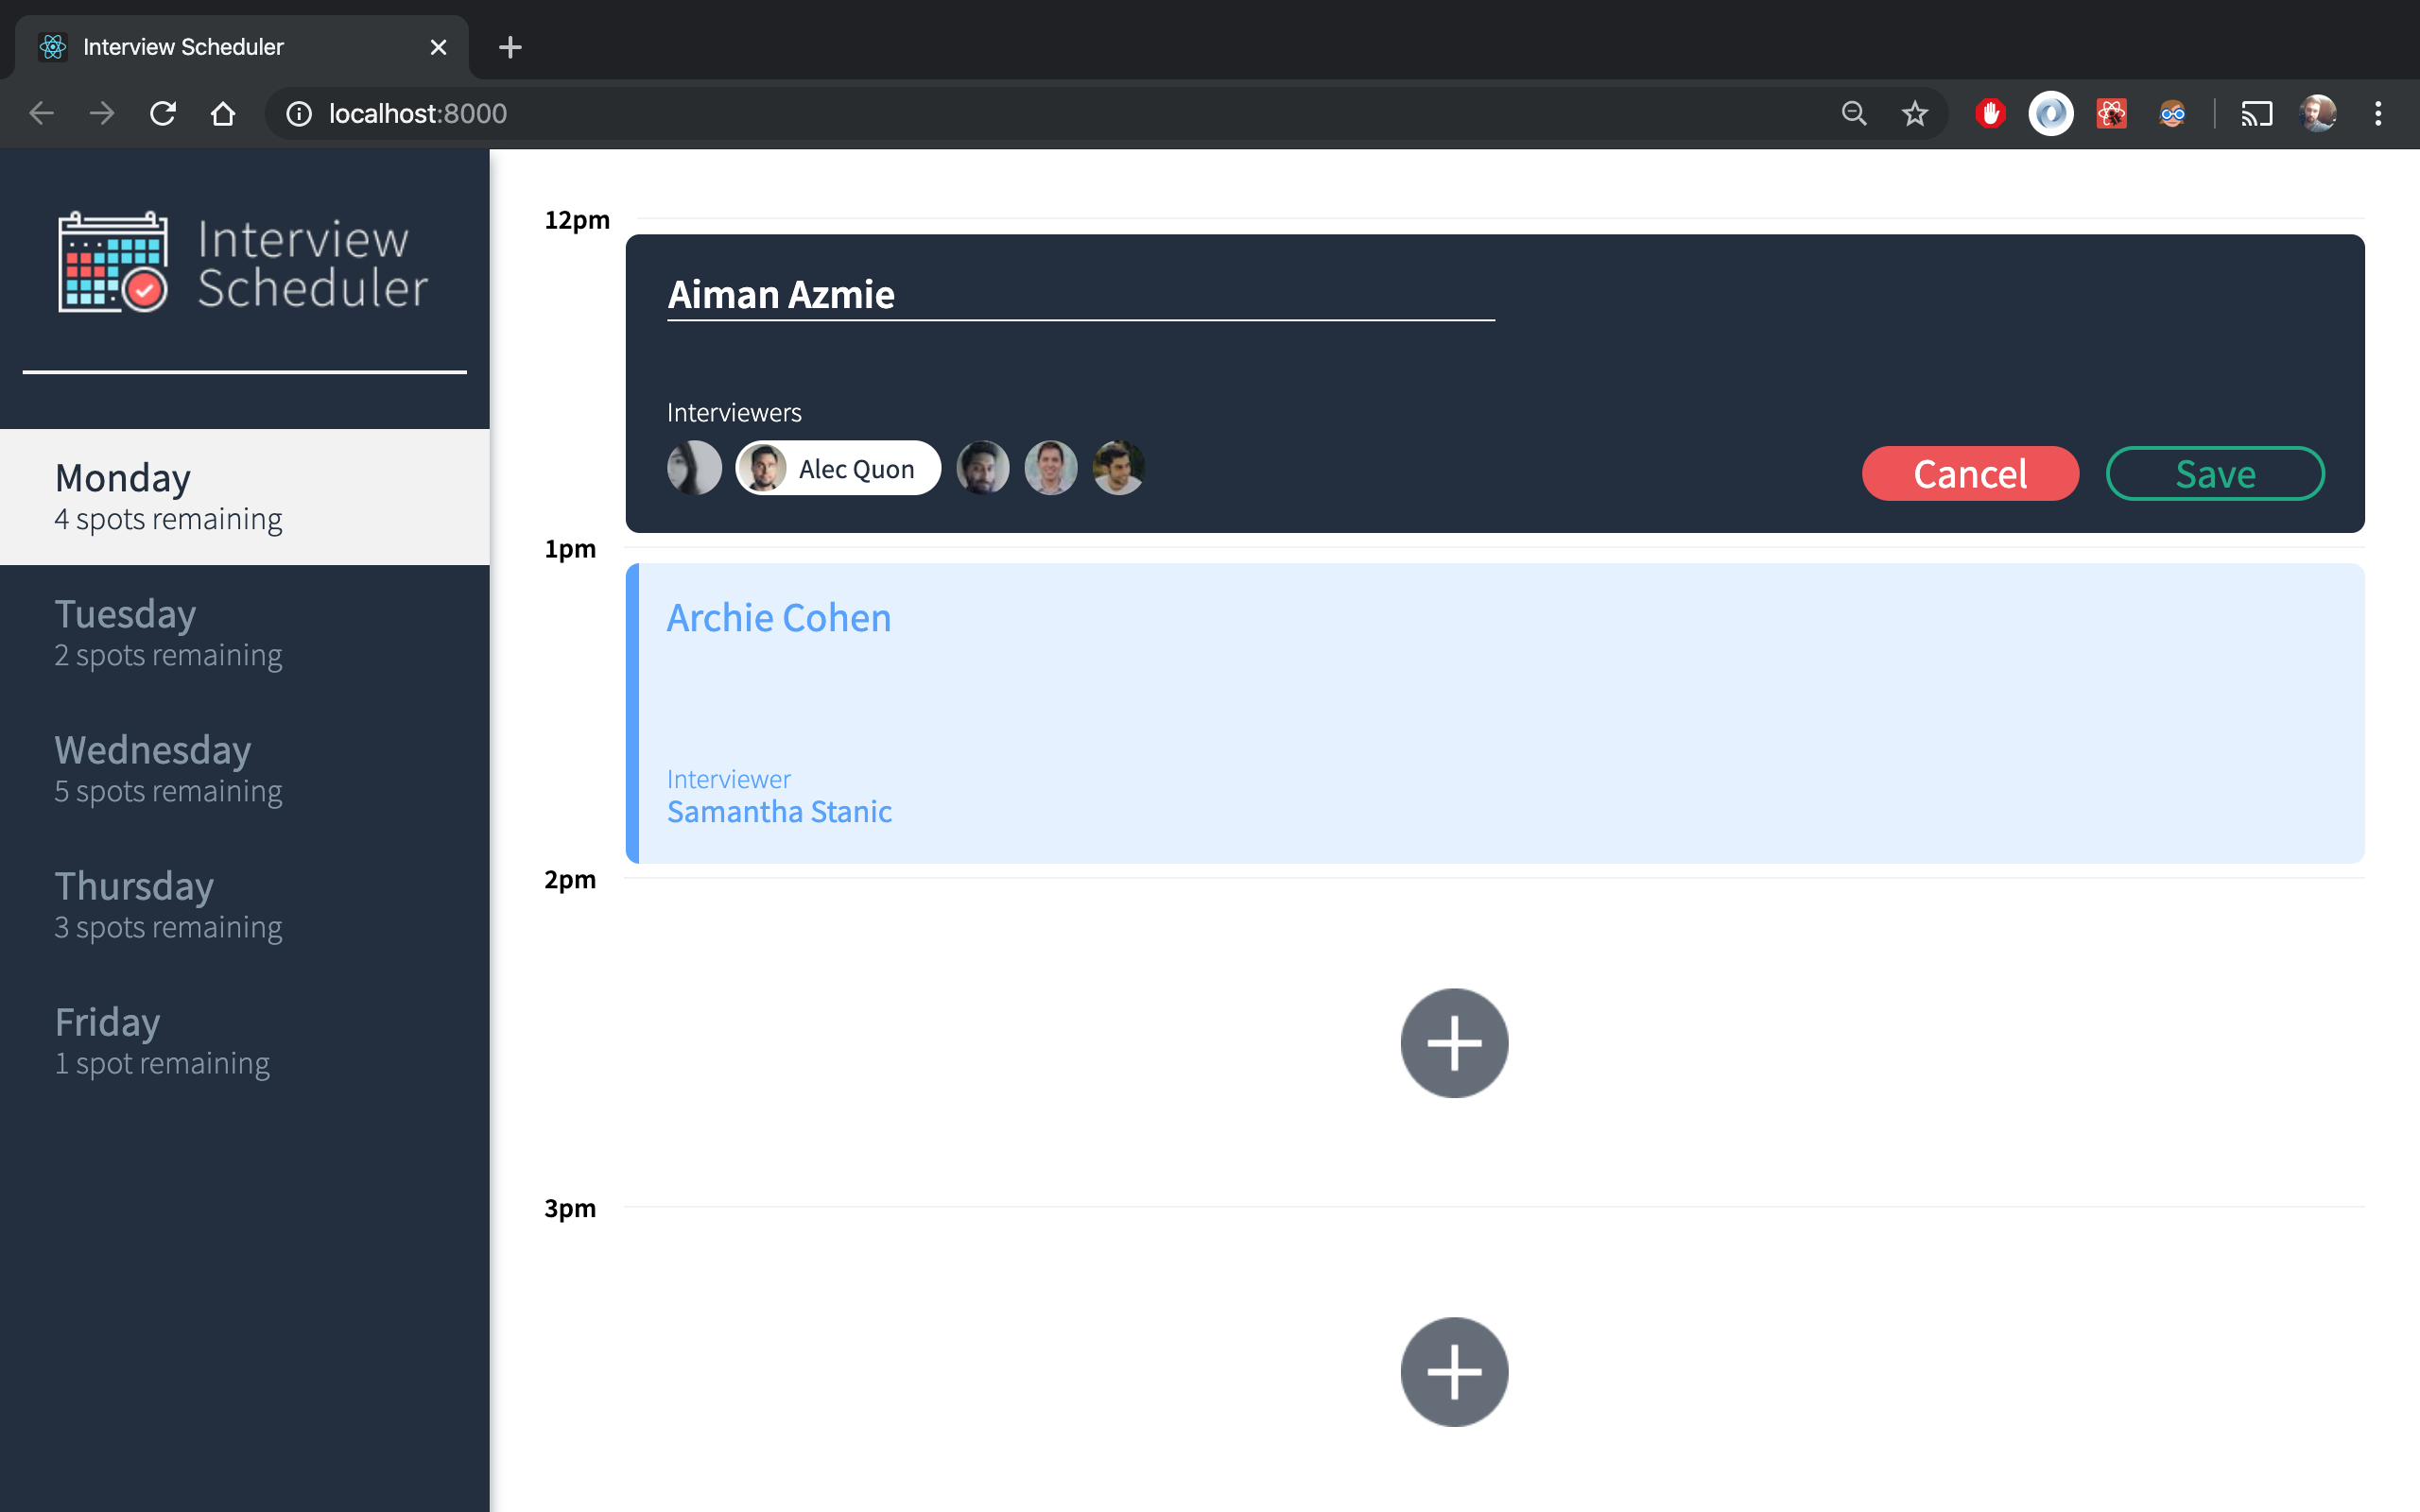 Interview Scheduler
localhost:8000
Interview
Scheduler
Monday
4 spots remaining
Tuesday
2 spots remaining
Wednesday
5 spots remaining
Thursday
3 spots remaining
Friday
1 spot remaining
12pm
Aiman Azmie
Interviewers
Alec Quon
Cancel
Save
1pm
Archie Cohen
Interviewer
Samantha Stanic
2pm
3pm